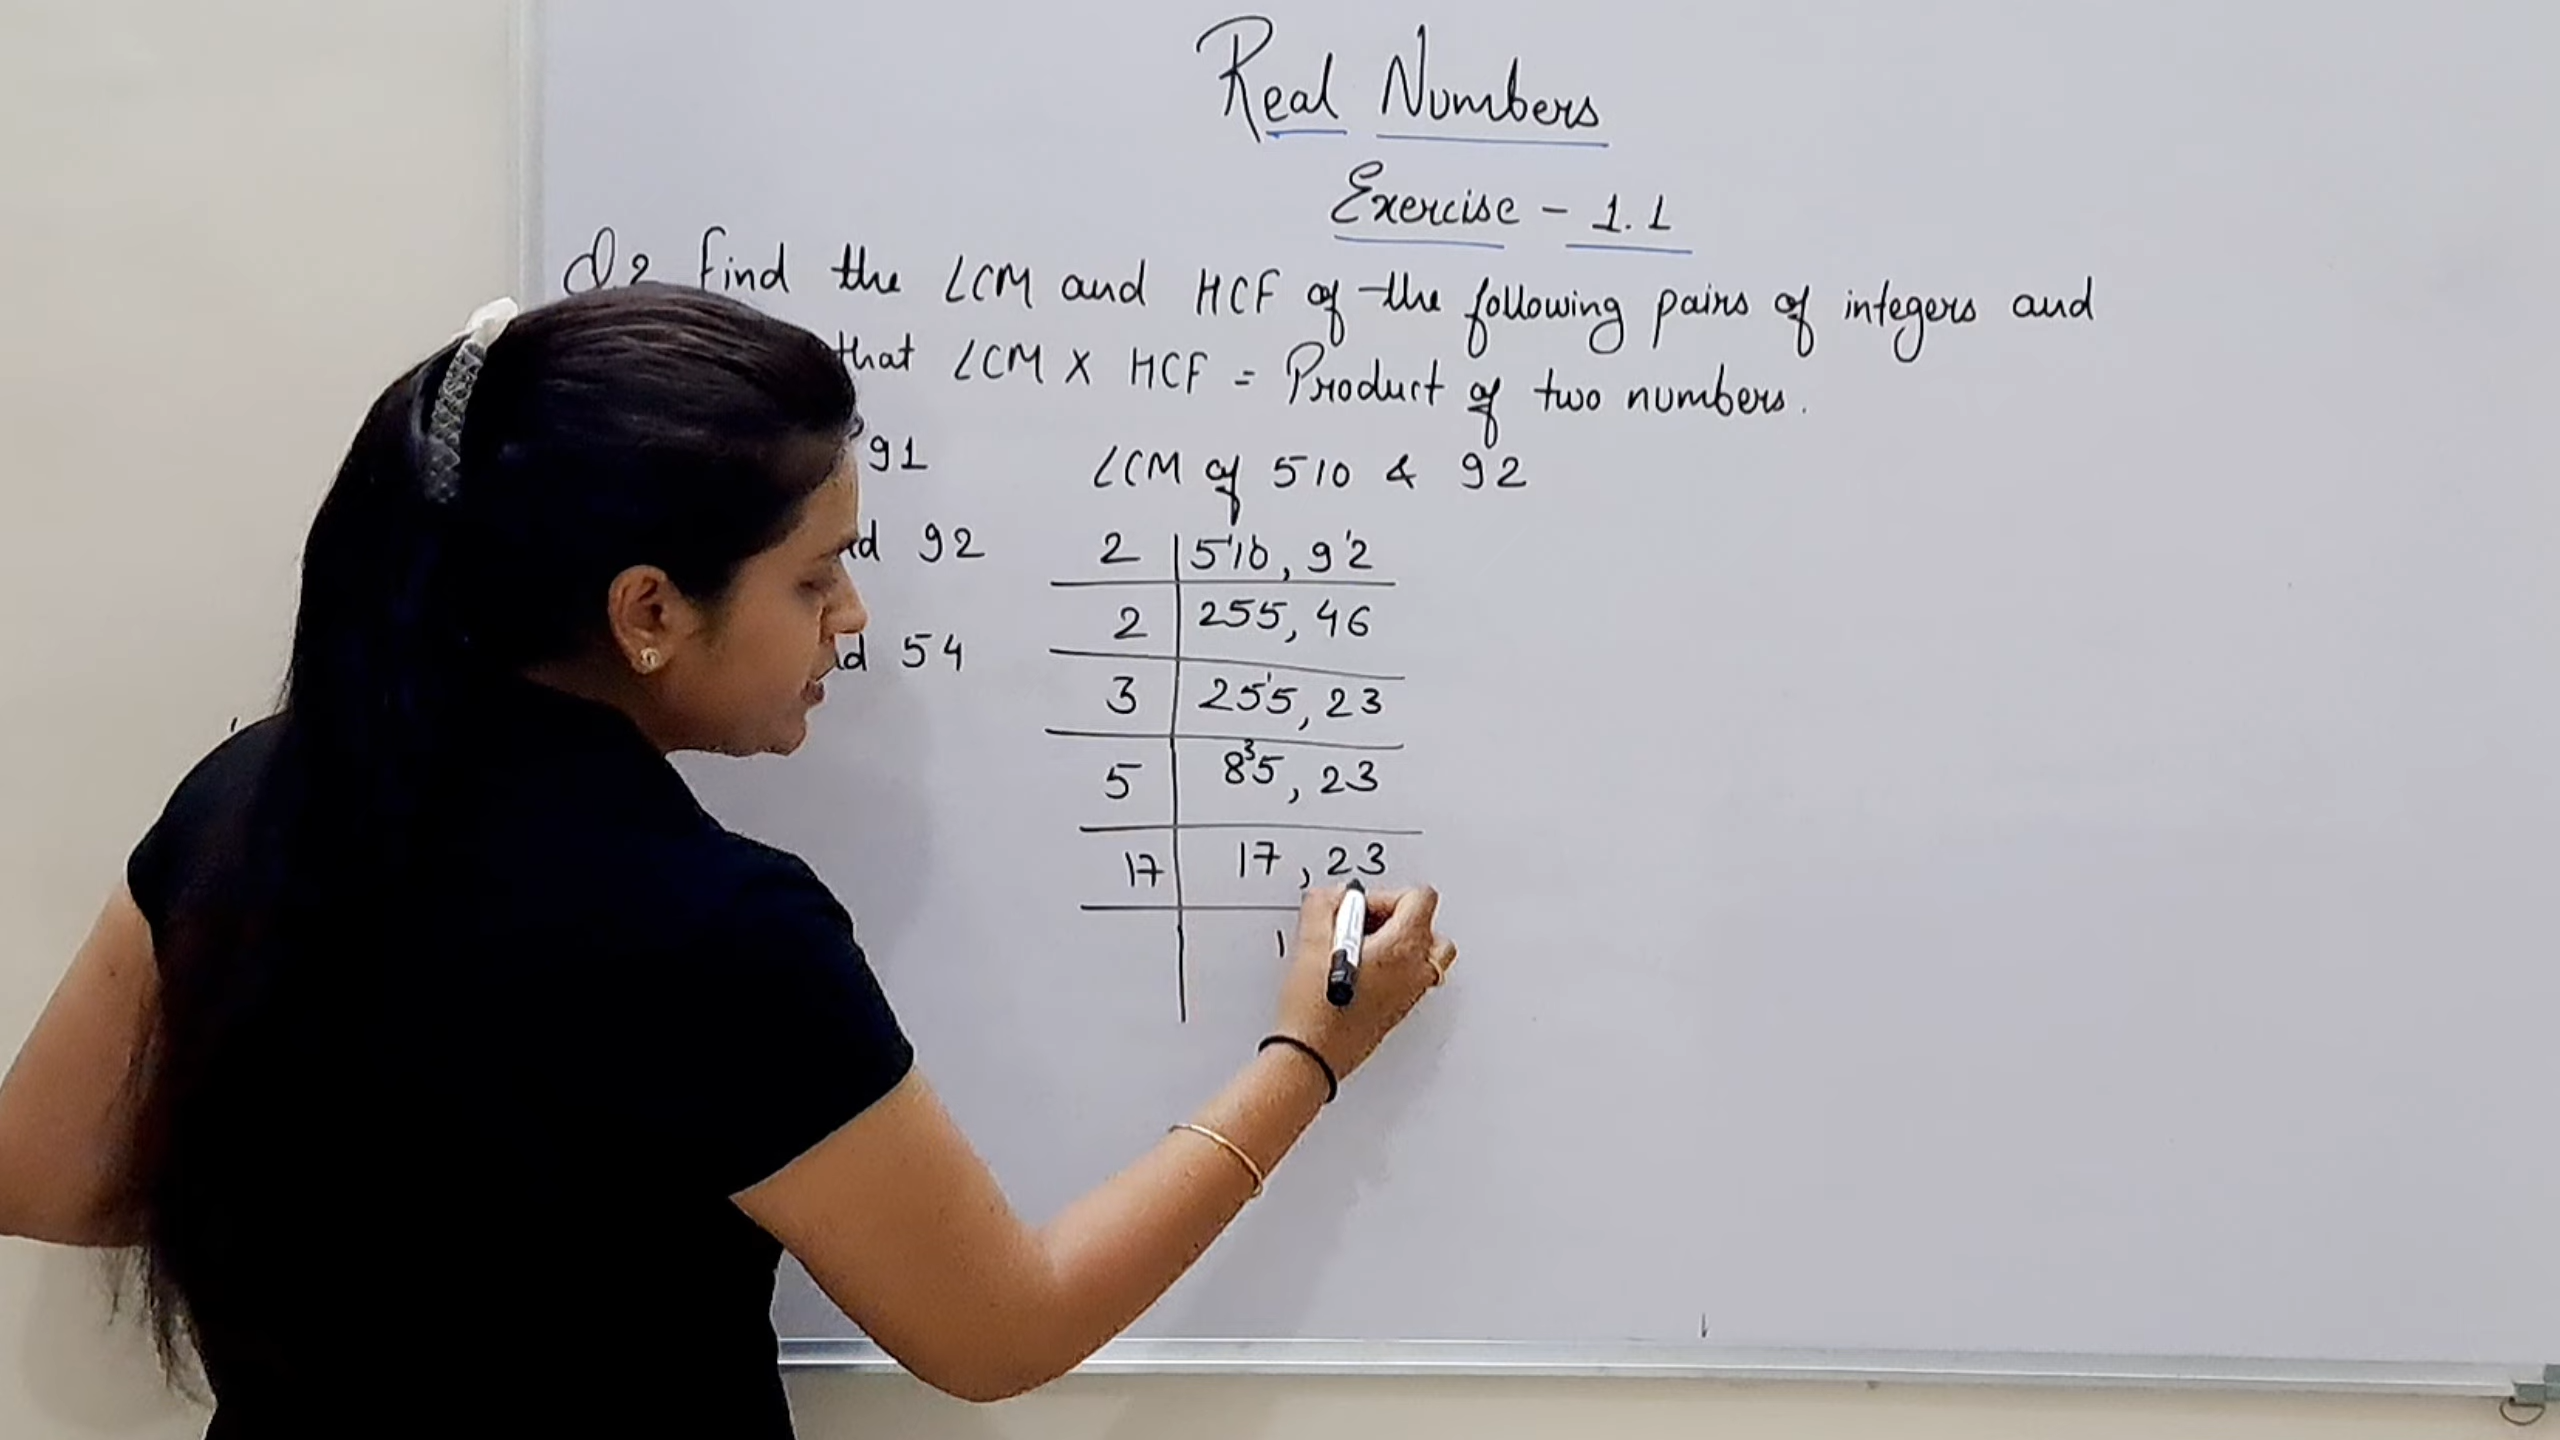 Real Numbers
Exercise - 1.1
Q.2 Find the LCM and HCF of the following pairs of integers and
that LCM X HCF = Product of two numbers.
91
92
54
LCM of 510 & 92
2 | 510, 92
2 | 255, 46
3 | 255, 23
5 | 85, 23
17 | 17, 23
1